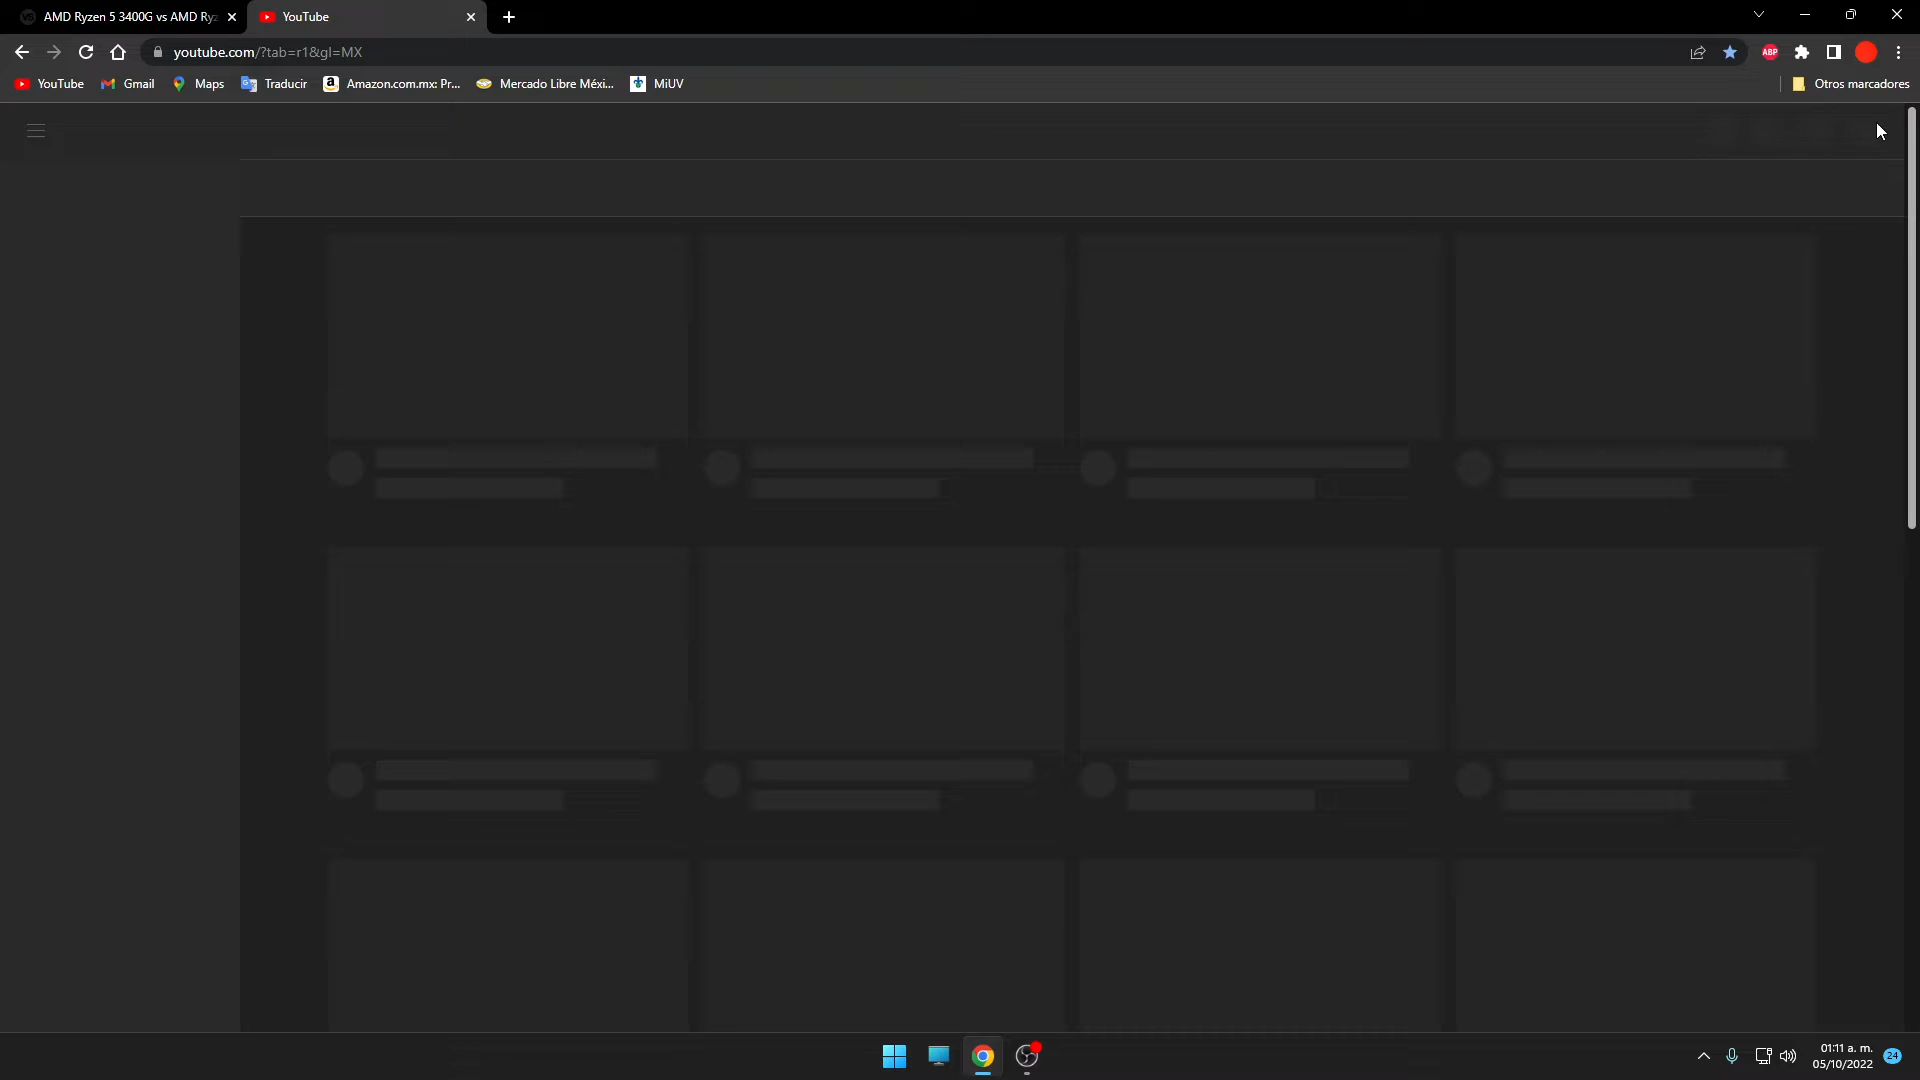 AMD Ryzen 5 3400G vs AMD Ry
YouTube
youtube.com/?tab=r1&gl=MX
ABP
YouTube
Gmail
Maps
Traducir
Amazon.com.mx: Pr...
Mercado Libre Méxi...
MiUV
Otros marcadores
01:11 a. m.
05/10/2022
24